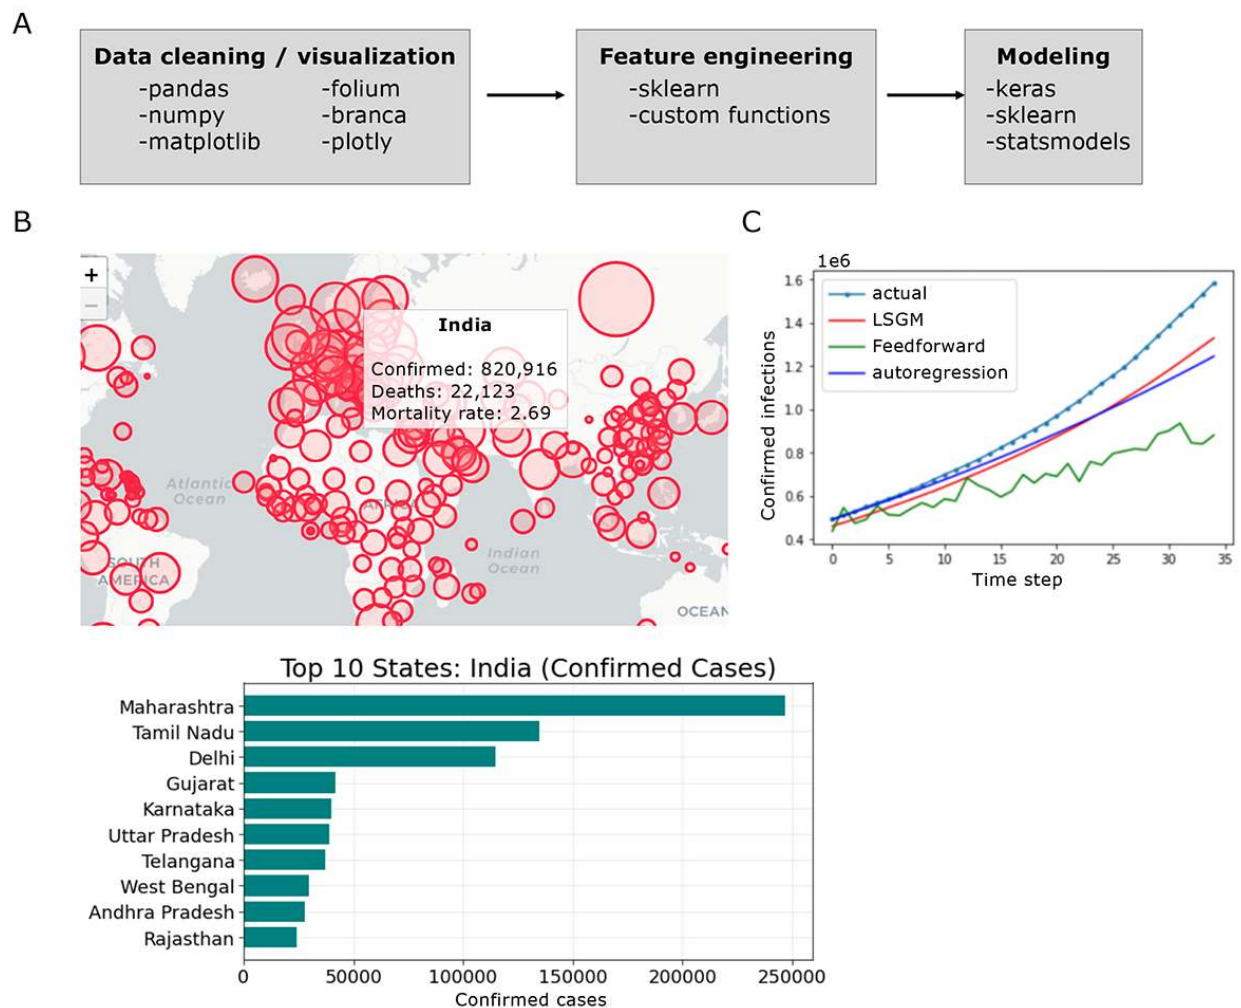 A
Data cleaning / visualization
-pandas
-numpy
-matplotlib
-folium
-branca
-plotly
Feature engineering
-sklearn
-custom functions
Modeling
-keras
-sklearn
-statsmodels
B
+
−
India
Confirmed: 820,916
Deaths: 22,123
Mortality rate: 2.69
Atlantic
Ocean
AFRICA
Indian
Ocean
SOUTH
AMERICA
OCEAN
C
1e6
1.6
1.4
1.2
1.0
0.8
0.6
0.4
Confirmed infections
actual
LSGM
Feedforward
autoregression
0 5 10 15 20 25 30 35
Time step
Top 10 States: India (Confirmed Cases)
Maharashtra
Tamil Nadu
Delhi
Gujarat
Karnataka
Uttar Pradesh
Telangana
West Bengal
Andhra Pradesh
Rajasthan
0 50000 100000 150000 200000 250000
Confirmed cases